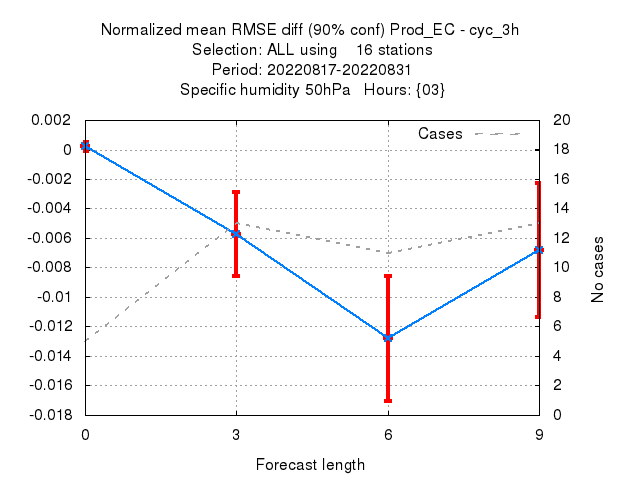 Normalized mean RMSE diff (90% conf) Prod_EC - cyc_3h
Selection: ALL using    16 stations
Period: 20220817-20220831
Specific humidity 50hPa   Hours: {03}
Cases
0.002
0
-0.002
-0.004
-0.006
-0.008
-0.01
-0.012
-0.014
-0.016
-0.018
20
18
16
14
12
10
8
6
4
2
0
No cases
0 3 6 9
Forecast length